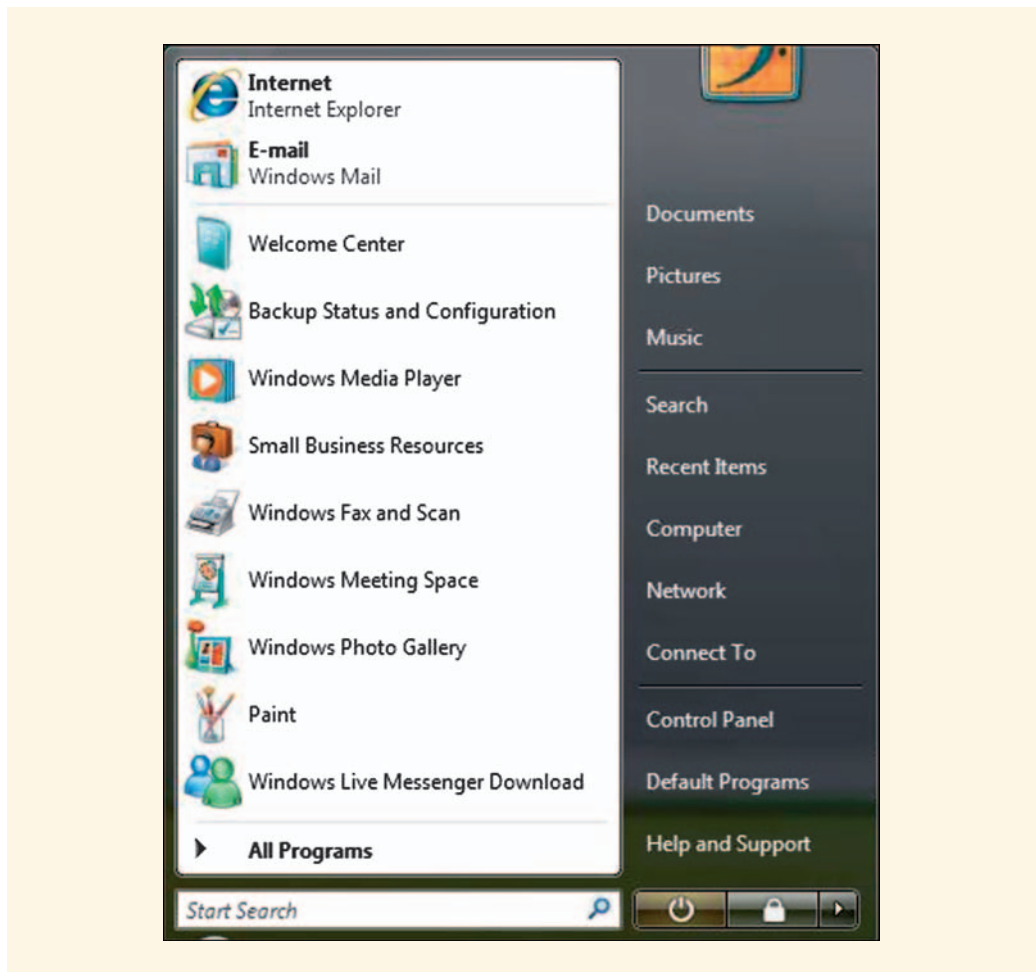 Internet
Internet Explorer
E-mail
Windows Mail
Welcome Center
Backup Status and Configuration
Windows Media Player
Small Business Resources
Windows Fax and Scan
Windows Meeting Space
Windows Photo Gallery
Paint
Windows Live Messenger Download
All Programs
Start Search
Documents
Pictures
Music
Search
Recent Items
Computer
Network
Connect To
Control Panel
Default Programs
Help and Support